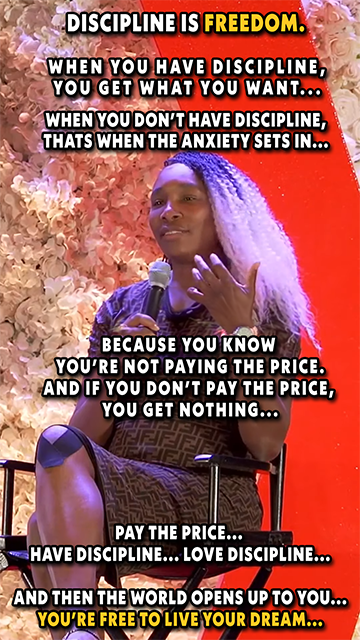 DISCIPLINE IS FREEDOM.
WHEN YOU HAVE DISCIPLINE,
YOU GET WHAT YOU WANT...
WHEN YOU DON'T HAVE DISCIPLINE,
THATS WHEN THE ANXIETY SETS IN...
BECAUSE YOU KNOW
YOU'RE NOT PAYING THE PRICE.
AND IF YOU DON'T PAY THE PRICE,
YOU GET NOTHING...
PAY THE PRICE...
HAVE DISCIPLINE... LOVE DISCIPLINE...
AND THEN THE WORLD OPENS UP TO YOU...
YOU'RE FREE TO LIVE YOUR DREAM...